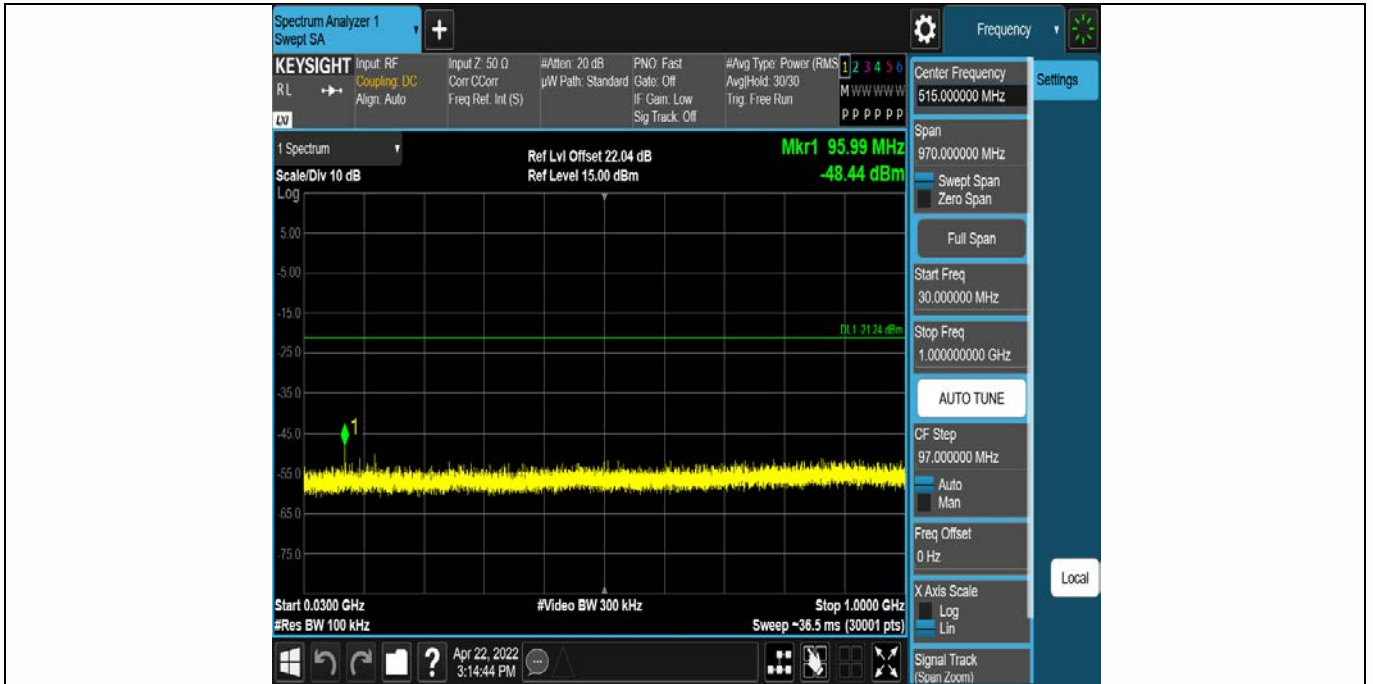 Spectrum Analyzer 1
Swept SA
+
Frequency
KEYSIGHT
RL
LXI
Input: RF
Coupling: DC
Align: Auto
Input Z: 50 Ω
Corr CCorr
Freq Ref: Int (S)
#Atten: 20 dB
µW Path: Standard
PNO: Fast
Gate: Off
IF Gain: Low
Sig Track: Off
#Avg Type: Power (RMS
Avg|Hold: 30/30
Trig: Free Run
1 2 3 4 5 6
M W W W W W
P P P P P P
1 Spectrum
Scale/Div 10 dB
Ref Lvl Offset 22.04 dB
Ref Level 15.00 dBm
Mkr1 95.99 MHz
-48.44 dBm
Log
5.00
-5.00
-15.0
DL1 -21.24 dBm
-25.0
-35.0
-45.0
1
-55.0
-65.0
-75.0
Start 0.0300 GHz
#Res BW 100 kHz
#Video BW 300 kHz
Stop 1.0000 GHz
Sweep ~36.5 ms (30001 pts)
?
Apr 22, 2022
3:14:44 PM
Center Frequency
515.000000 MHz
Span
970.000000 MHz
Swept Span
Zero Span
Full Span
Start Freq
30.000000 MHz
Stop Freq
1.000000000 GHz
AUTO TUNE
CF Step
97.000000 MHz
Auto
Man
Freq Offset
0 Hz
X Axis Scale
Log
Lin
Signal Track
(Span Zoom)
Settings
Local